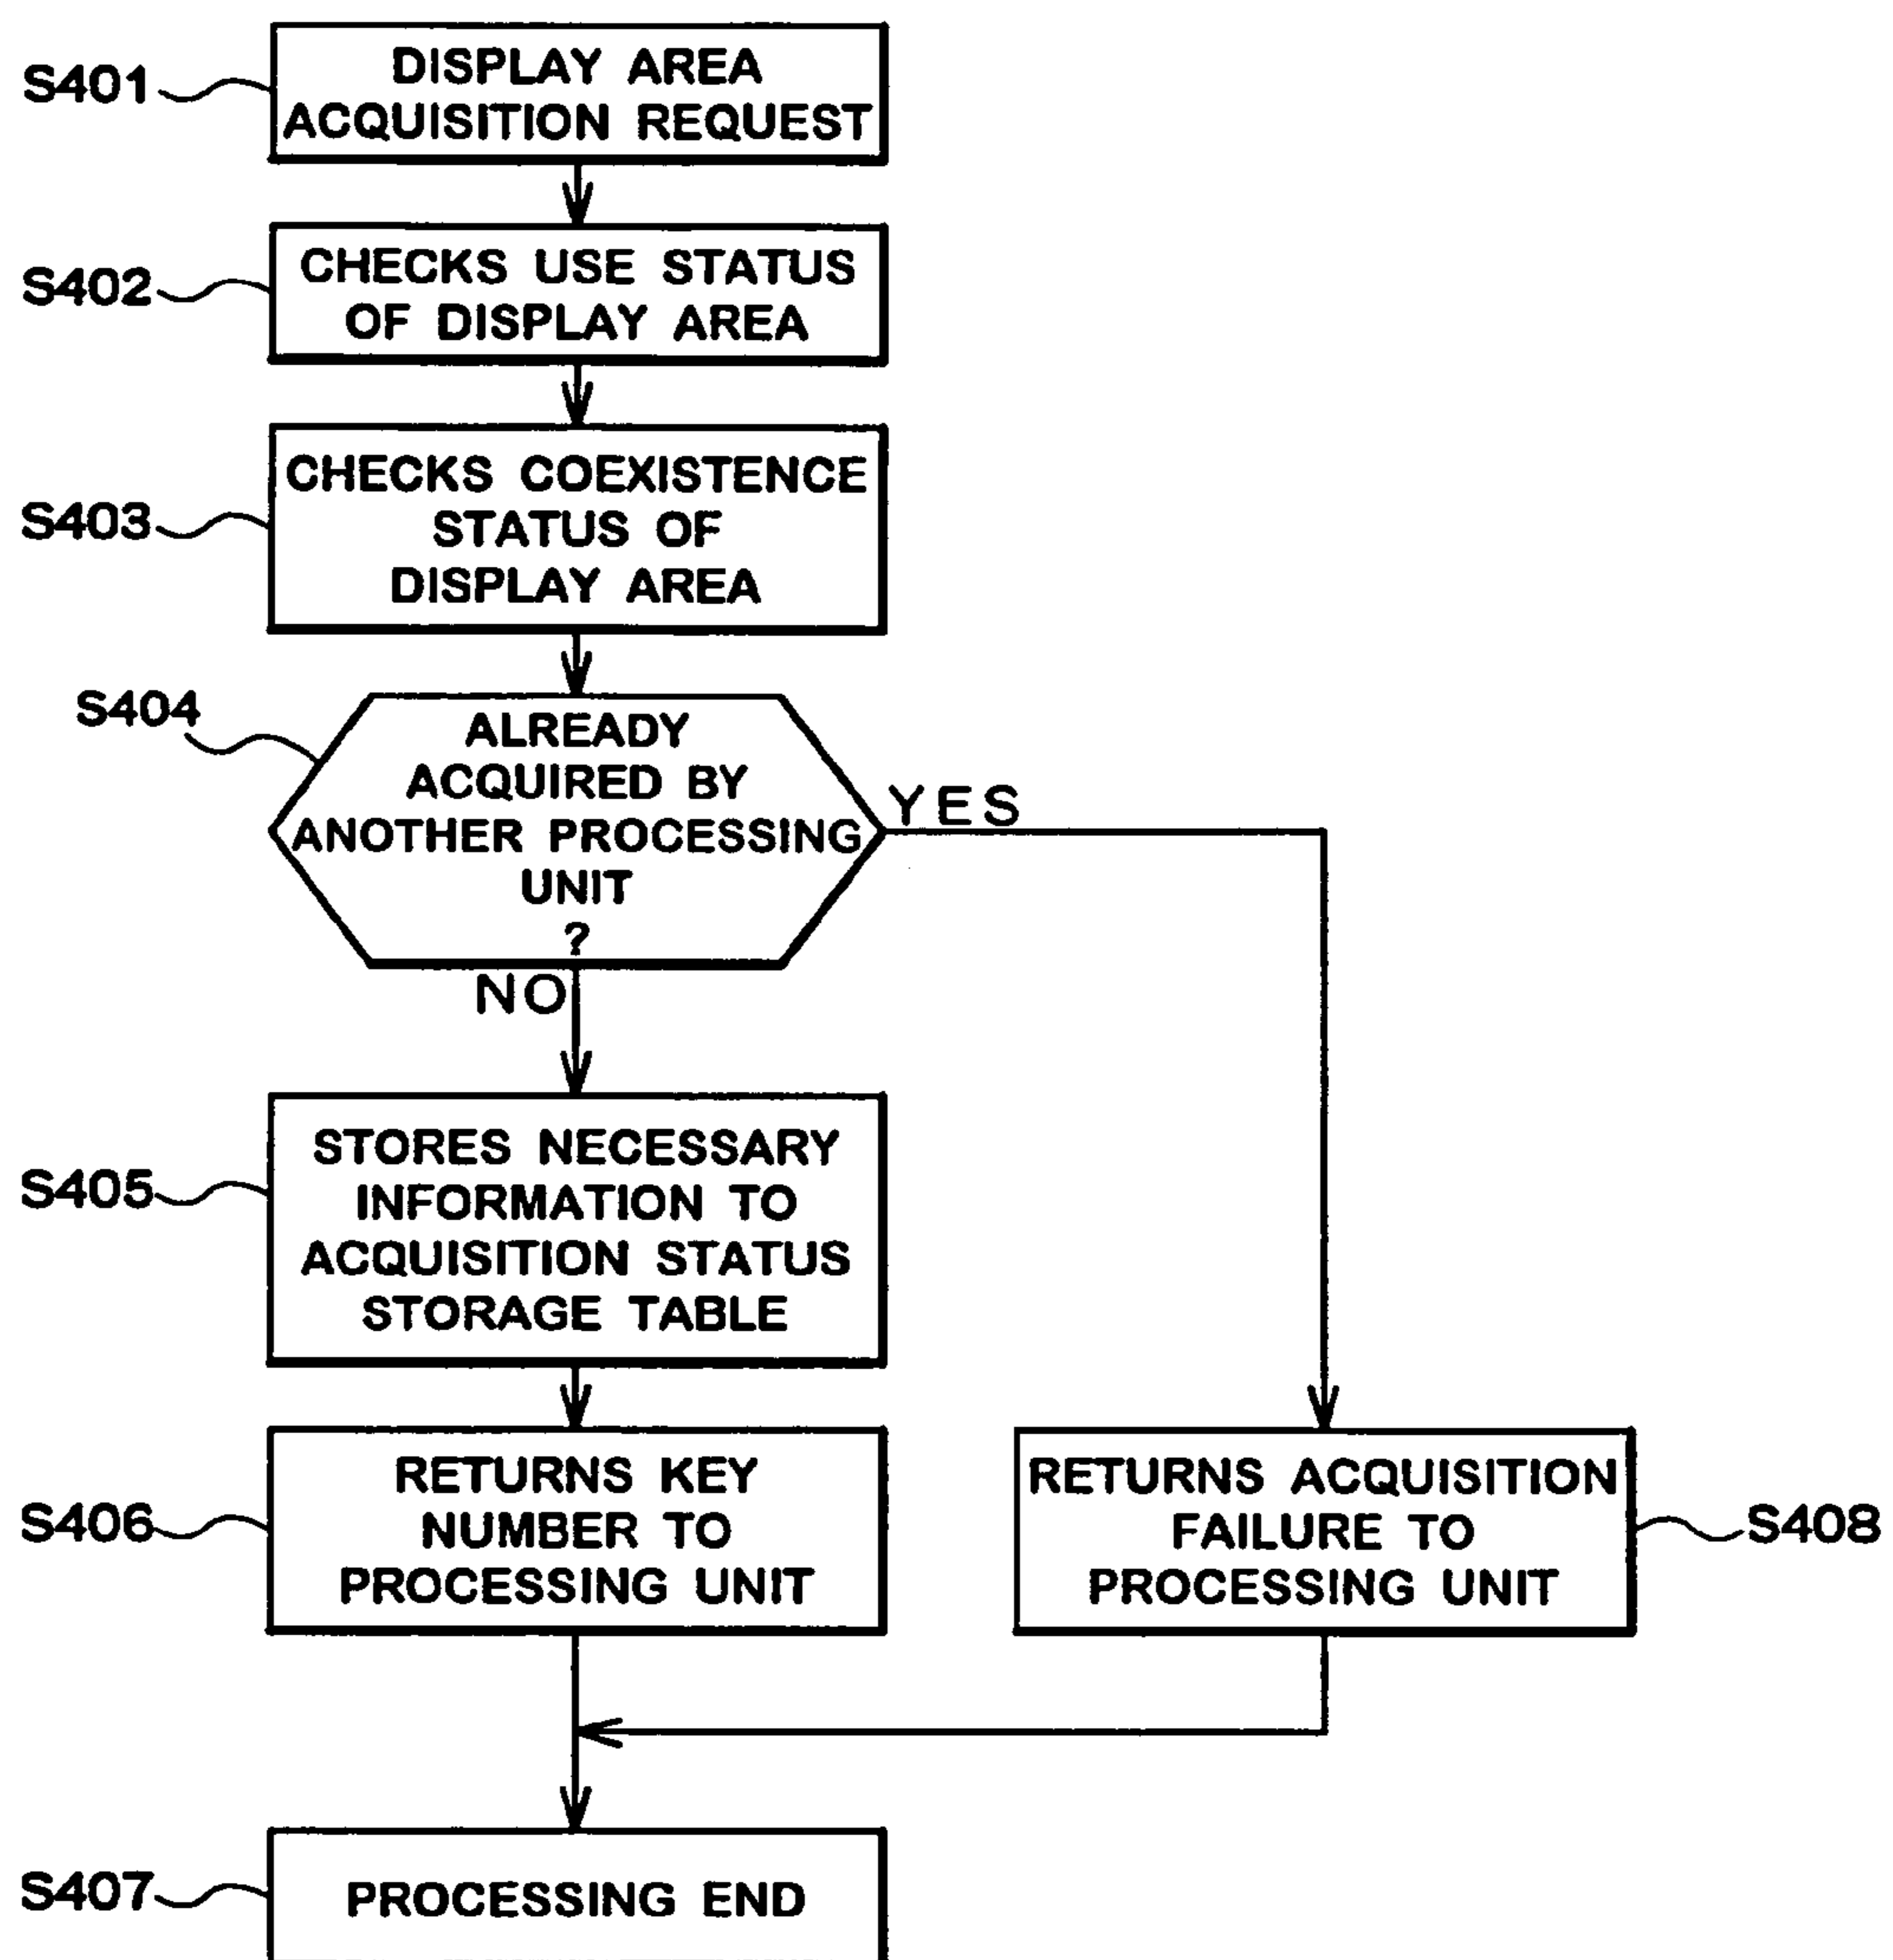 S401
DISPLAY AREA
ACQUISITION REQUEST
S402
CHECKS USE STATUS
OF DISPLAY AREA
S403
CHECKS COEXISTENCE
STATUS OF
DISPLAY AREA
S404
ALREADY
ACQUIRED BY
ANOTHER PROCESSING
UNIT
?
YES
NO
S405
STORES NECESSARY
INFORMATION TO
ACQUISITION STATUS
STORAGE TABLE
S406
RETURNS KEY
NUMBER TO
PROCESSING UNIT
RETURNS ACQUISITION
FAILURE TO
PROCESSING UNIT
S408
S407
PROCESSING END